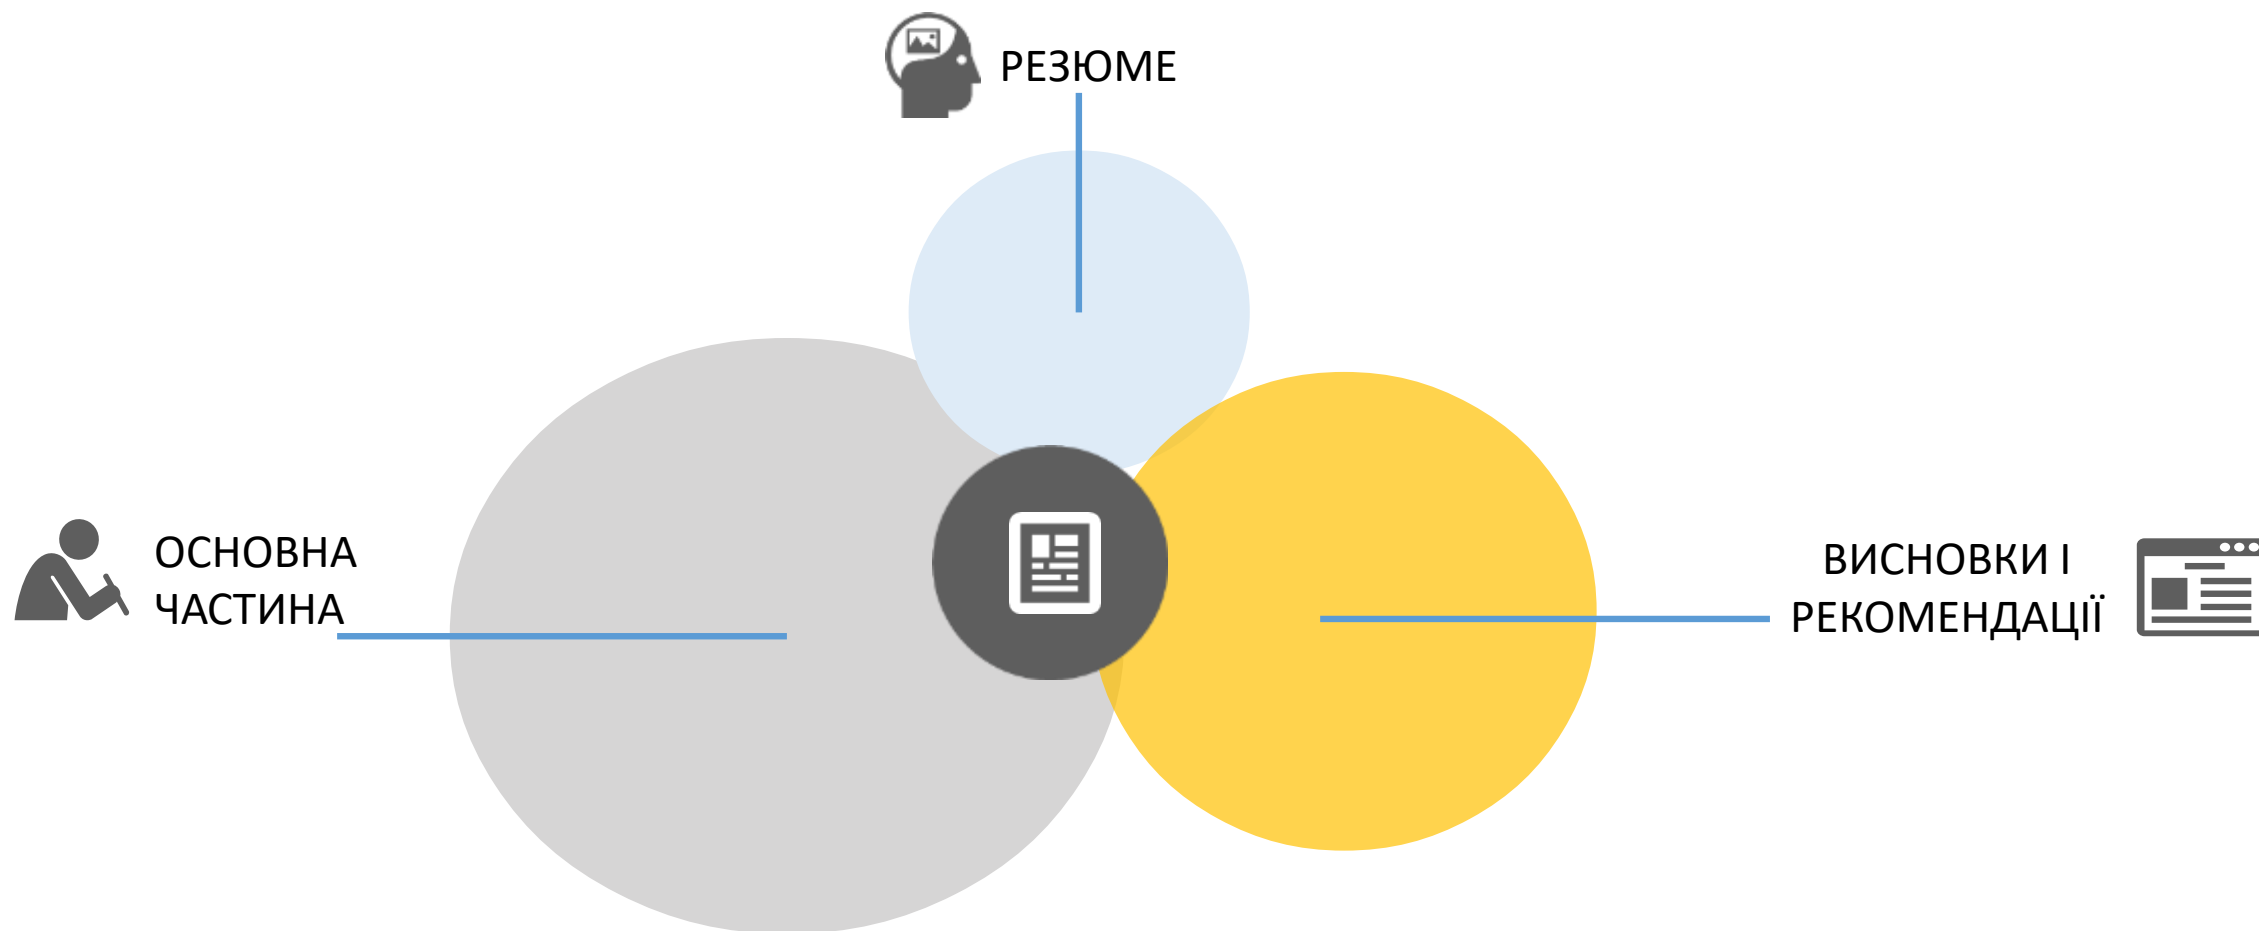 РЕЗЮМЕ
ОСНОВНА
ЧАСТИНА
ВИСНОВКИ І
РЕКОМЕНДАЦІЇ